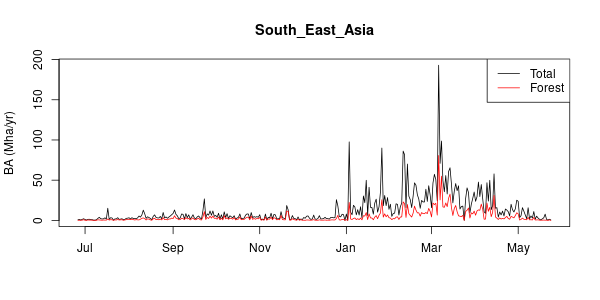 South_East_Asia
BA (Mha/yr)
200
150
100
50
0
Total
Forest
Jul Sep Nov Jan Mar May